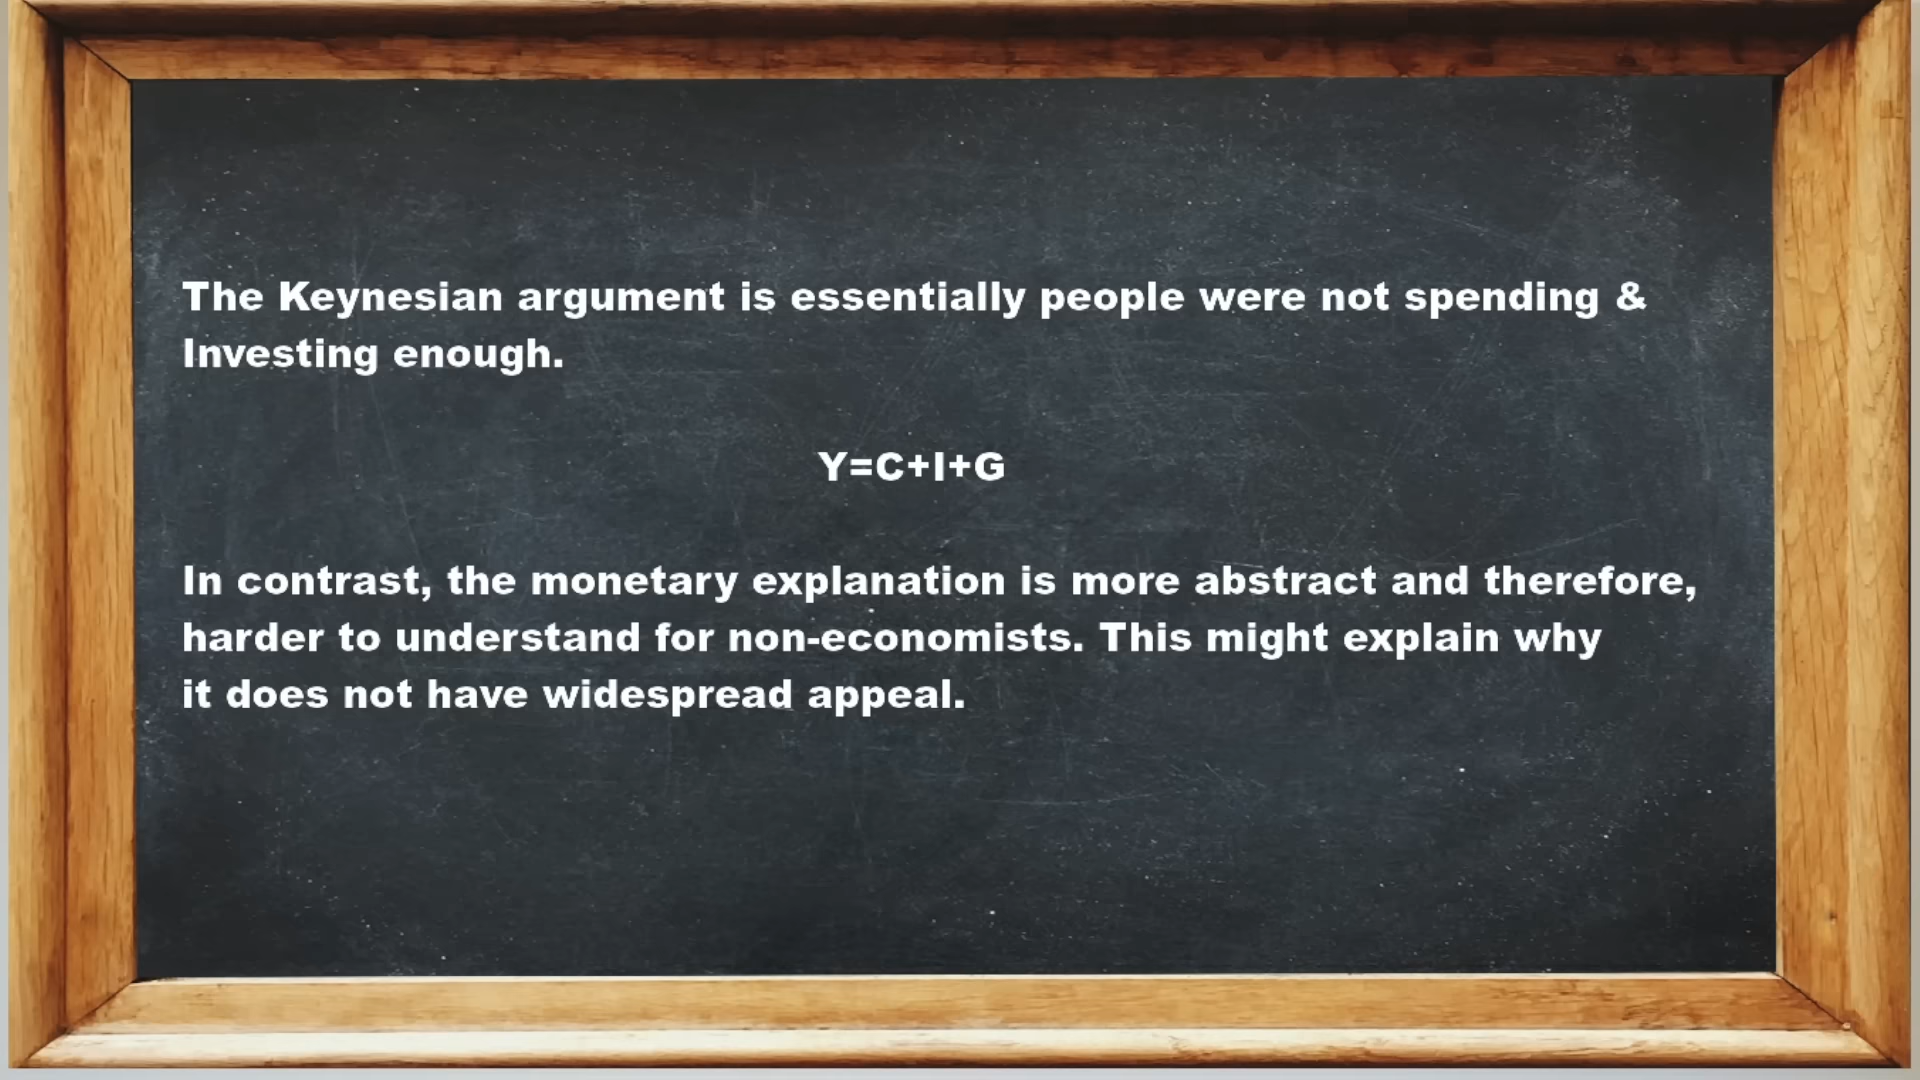 The Keynesian argument is essentially people were not spending &
Investing enough.
Y=C+I+G
In contrast, the monetary explanation is more abstract and therefore,
harder to understand for non-economists. This might explain why
it does not have widespread appeal.